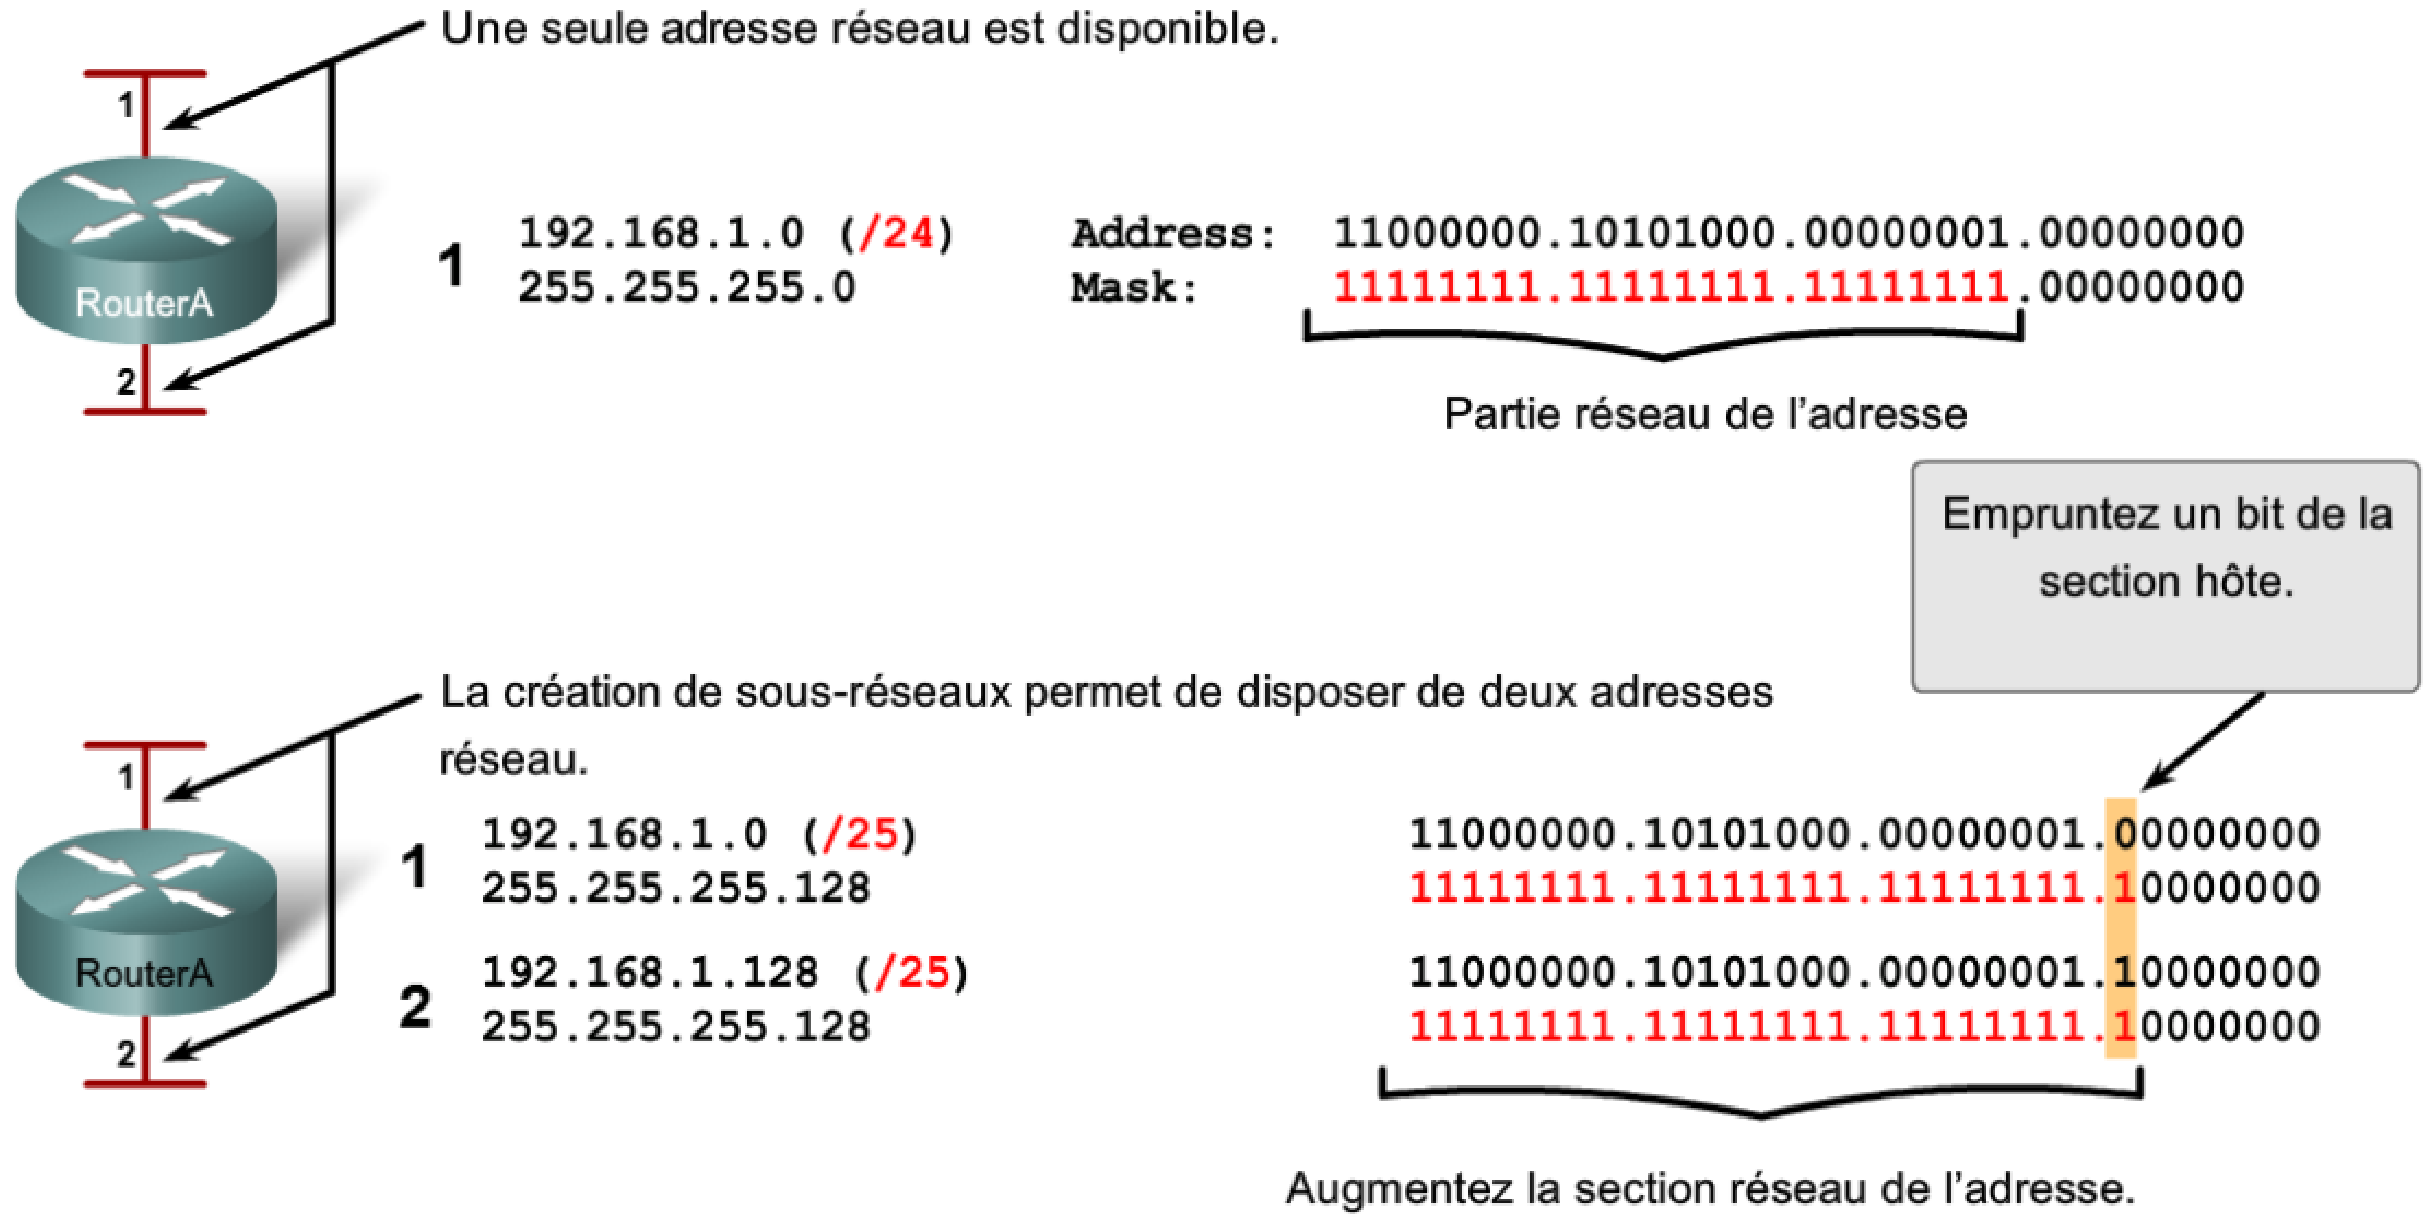 Une seule adresse réseau est disponible.
1
RouterA
2
1
192.168.1.0 (/24)
255.255.255.0
Address: 11000000.10101000.00000001.00000000
Mask: 11111111.11111111.11111111.00000000
Partie réseau de l’adresse
Empruntez un bit de la
section hôte.
La création de sous-réseaux permet de disposer de deux adresses
réseau.
1
RouterA
2
1
192.168.1.0 (/25)
255.255.255.128
11000000.10101000.00000001.00000000
11111111.11111111.11111111.10000000
2
192.168.1.128 (/25)
255.255.255.128
11000000.10101000.00000001.10000000
11111111.11111111.11111111.10000000
Augmentez la section réseau de l’adresse.